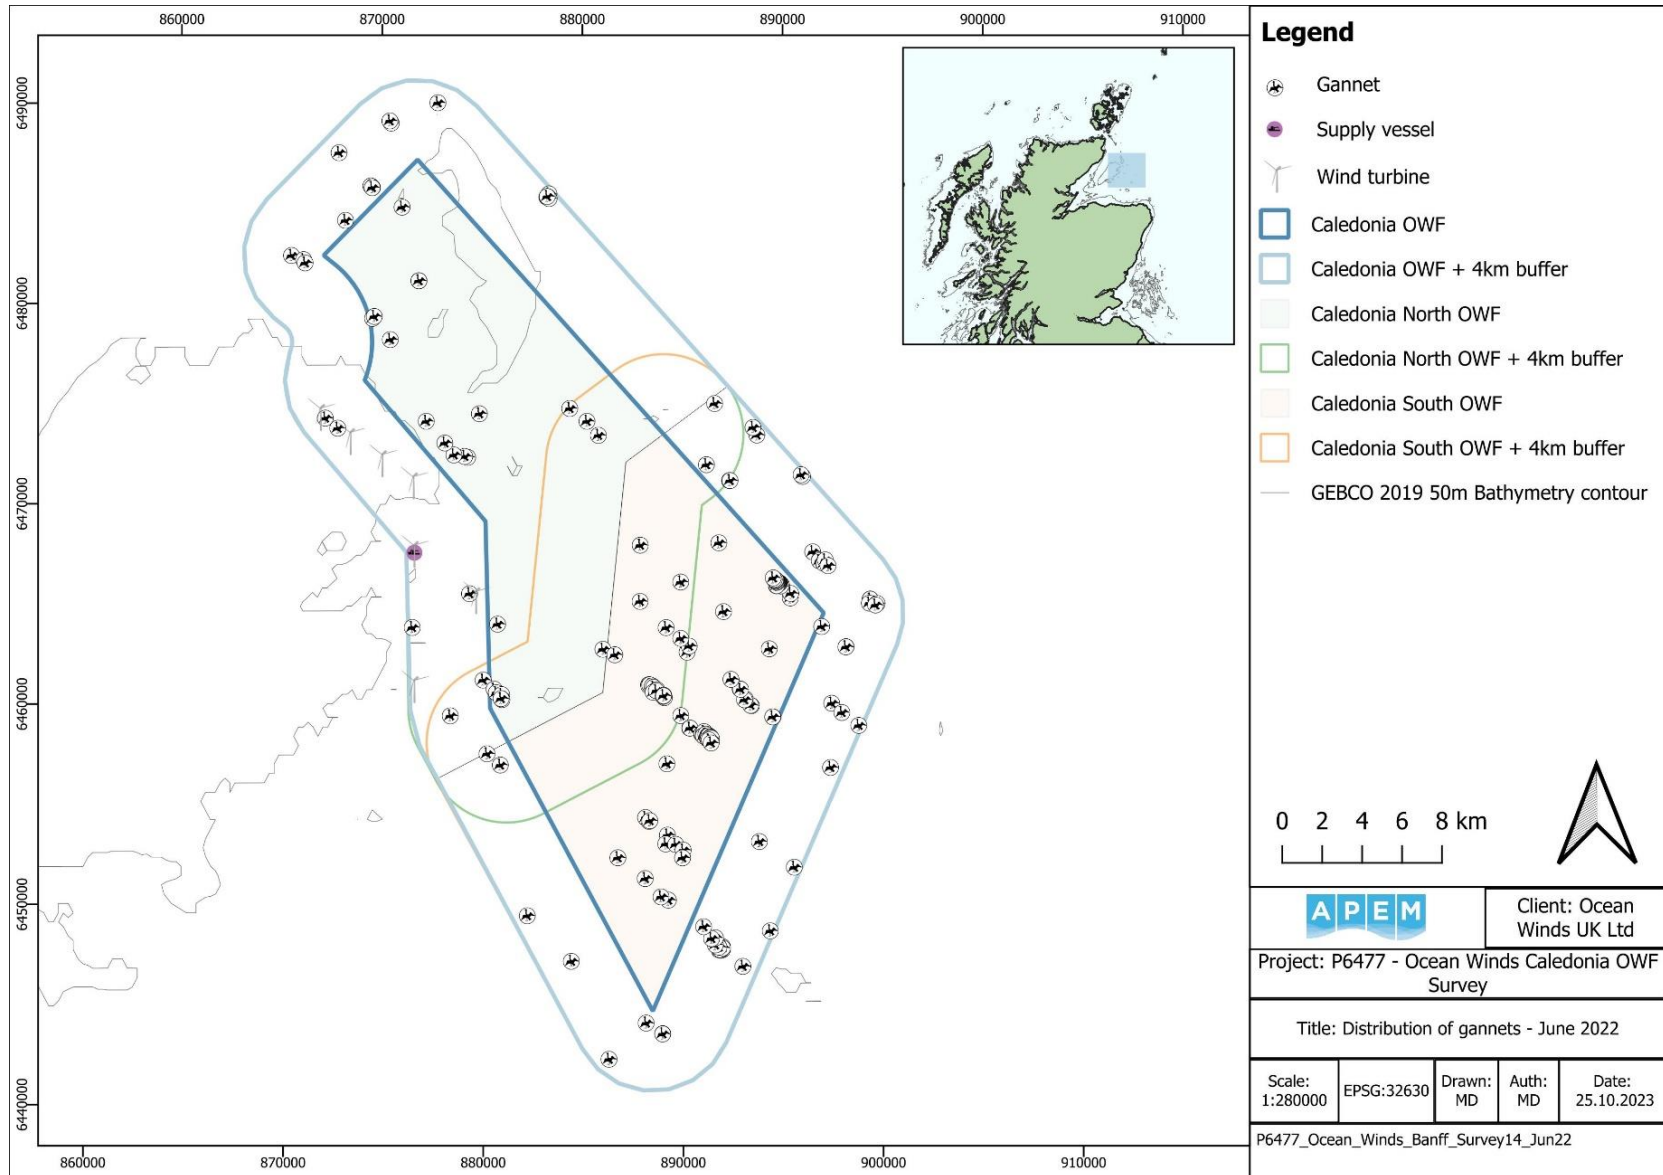 860000 870000 880000 890000 900000 910000
6490000
6480000
6470000
6460000
6450000
6440000
860000 870000 880000 890000 900000 910000
Legend
Gannet
Supply vessel
Wind turbine
Caledonia OWF
Caledonia OWF + 4km buffer
Caledonia North OWF
Caledonia North OWF + 4km buffer
Caledonia South OWF
Caledonia South OWF + 4km buffer
GEBCO 2019 50m Bathymetry contour
0 2 4 6 8 km
APEM
Client: Ocean
Winds UK Ltd
Project: P6477 - Ocean Winds Caledonia OWF
Survey
Title: Distribution of gannets - June 2022
Scale:
1:280000
EPSG:32630
Drawn:
MD
Auth:
MD
Date:
25.10.2023
P6477_Ocean_Winds_Banff_Survey14_Jun22